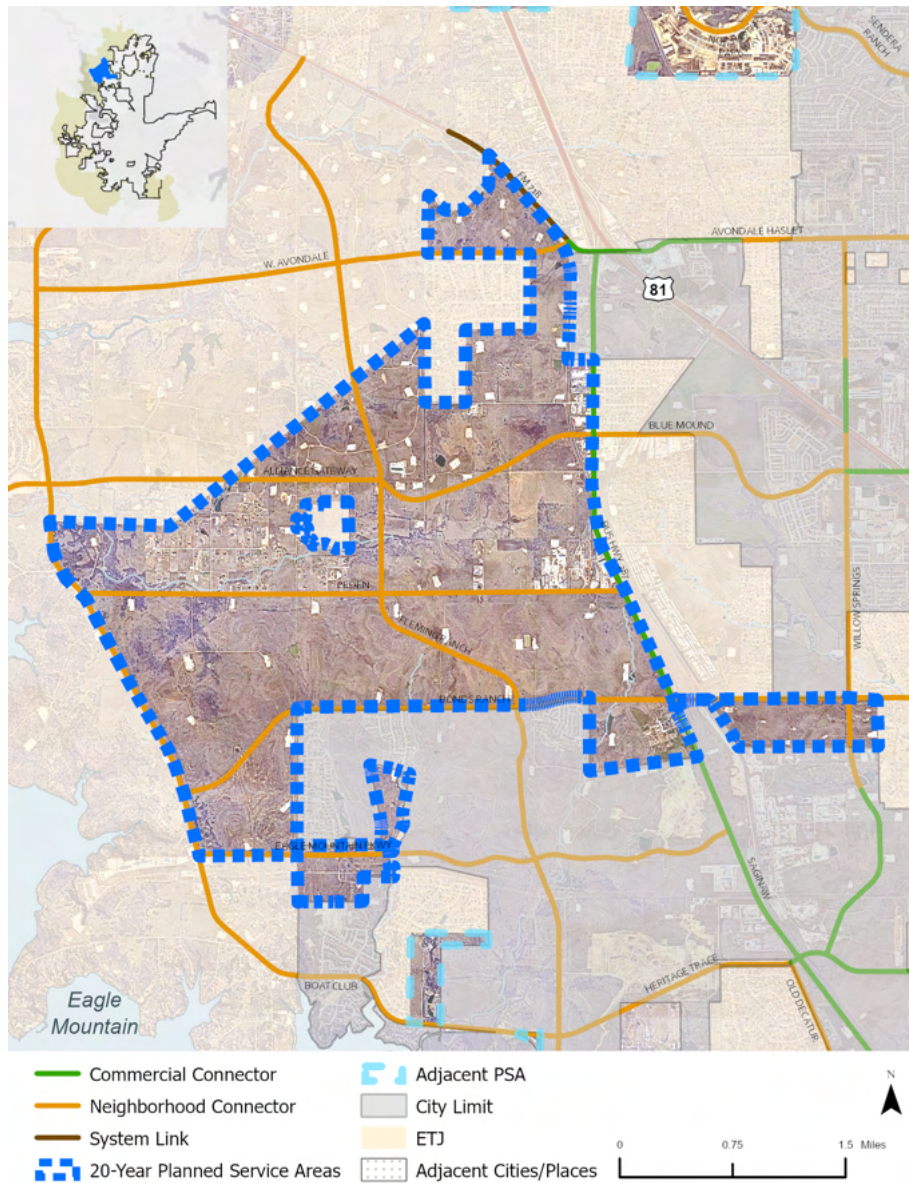 SENDERA
RANCH
FM 718
AVONDALE HASLET
W. AVONDALE
81
BLUE MOUND
ALLIANCE GATEWAY
PEDEN
WILLOW SPRINGS
FLEMING RANCH
BONDS RANCH
EAGLE MOUNTAIN PKWY
SAGINAW
BOAT CLUB
HERITAGE TRACE
OLD DECATUR
Eagle
Mountain
Commercial Connector
Neighborhood Connector
System Link
20-Year Planned Service Areas
Adjacent PSA
City Limit
ETJ
Adjacent Cities/Places
N
0 0.75 1.5 Miles